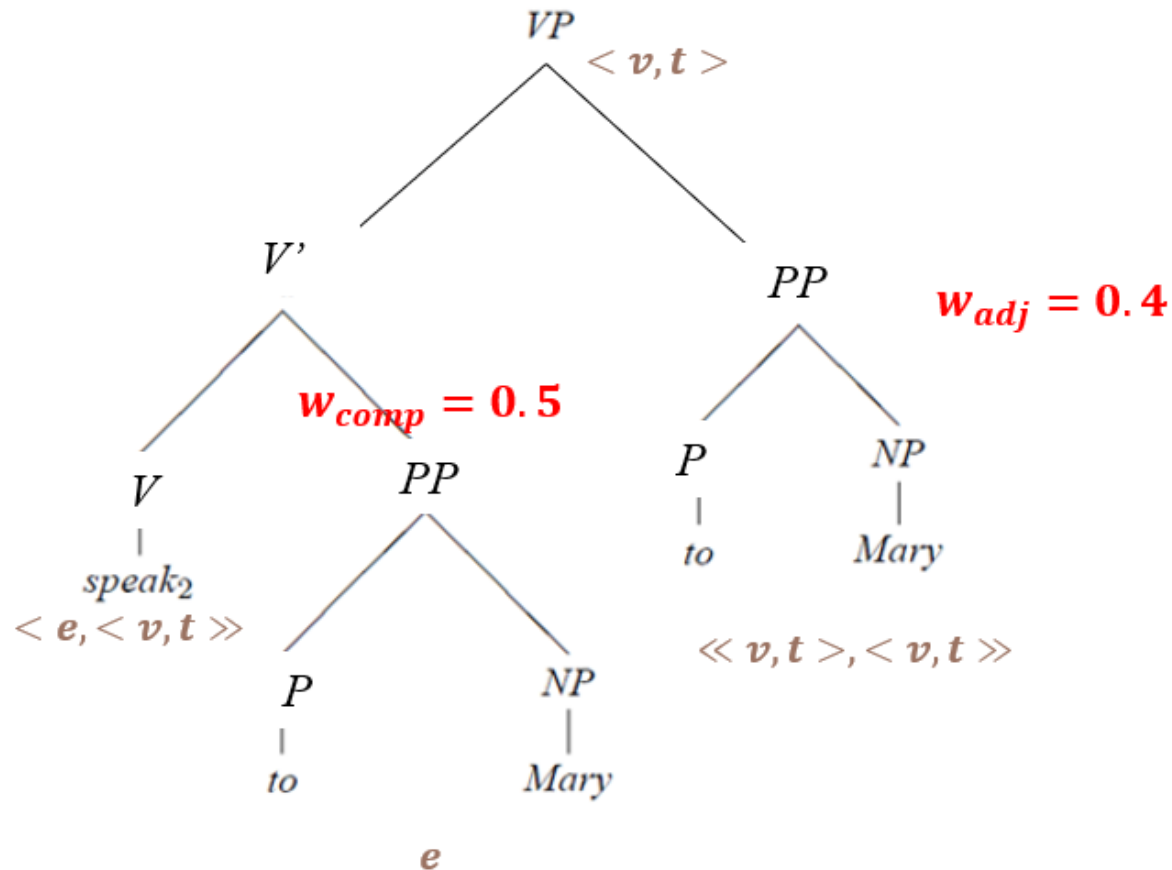 VP
< v, t >
V’
PP
w_adj = 0.4
w_comp = 0.5
V
PP
P
NP
to
Mary
speak₂
< e, < v, t ≫
≪ v, t >, < v, t ≫
P
NP
to
Mary
e